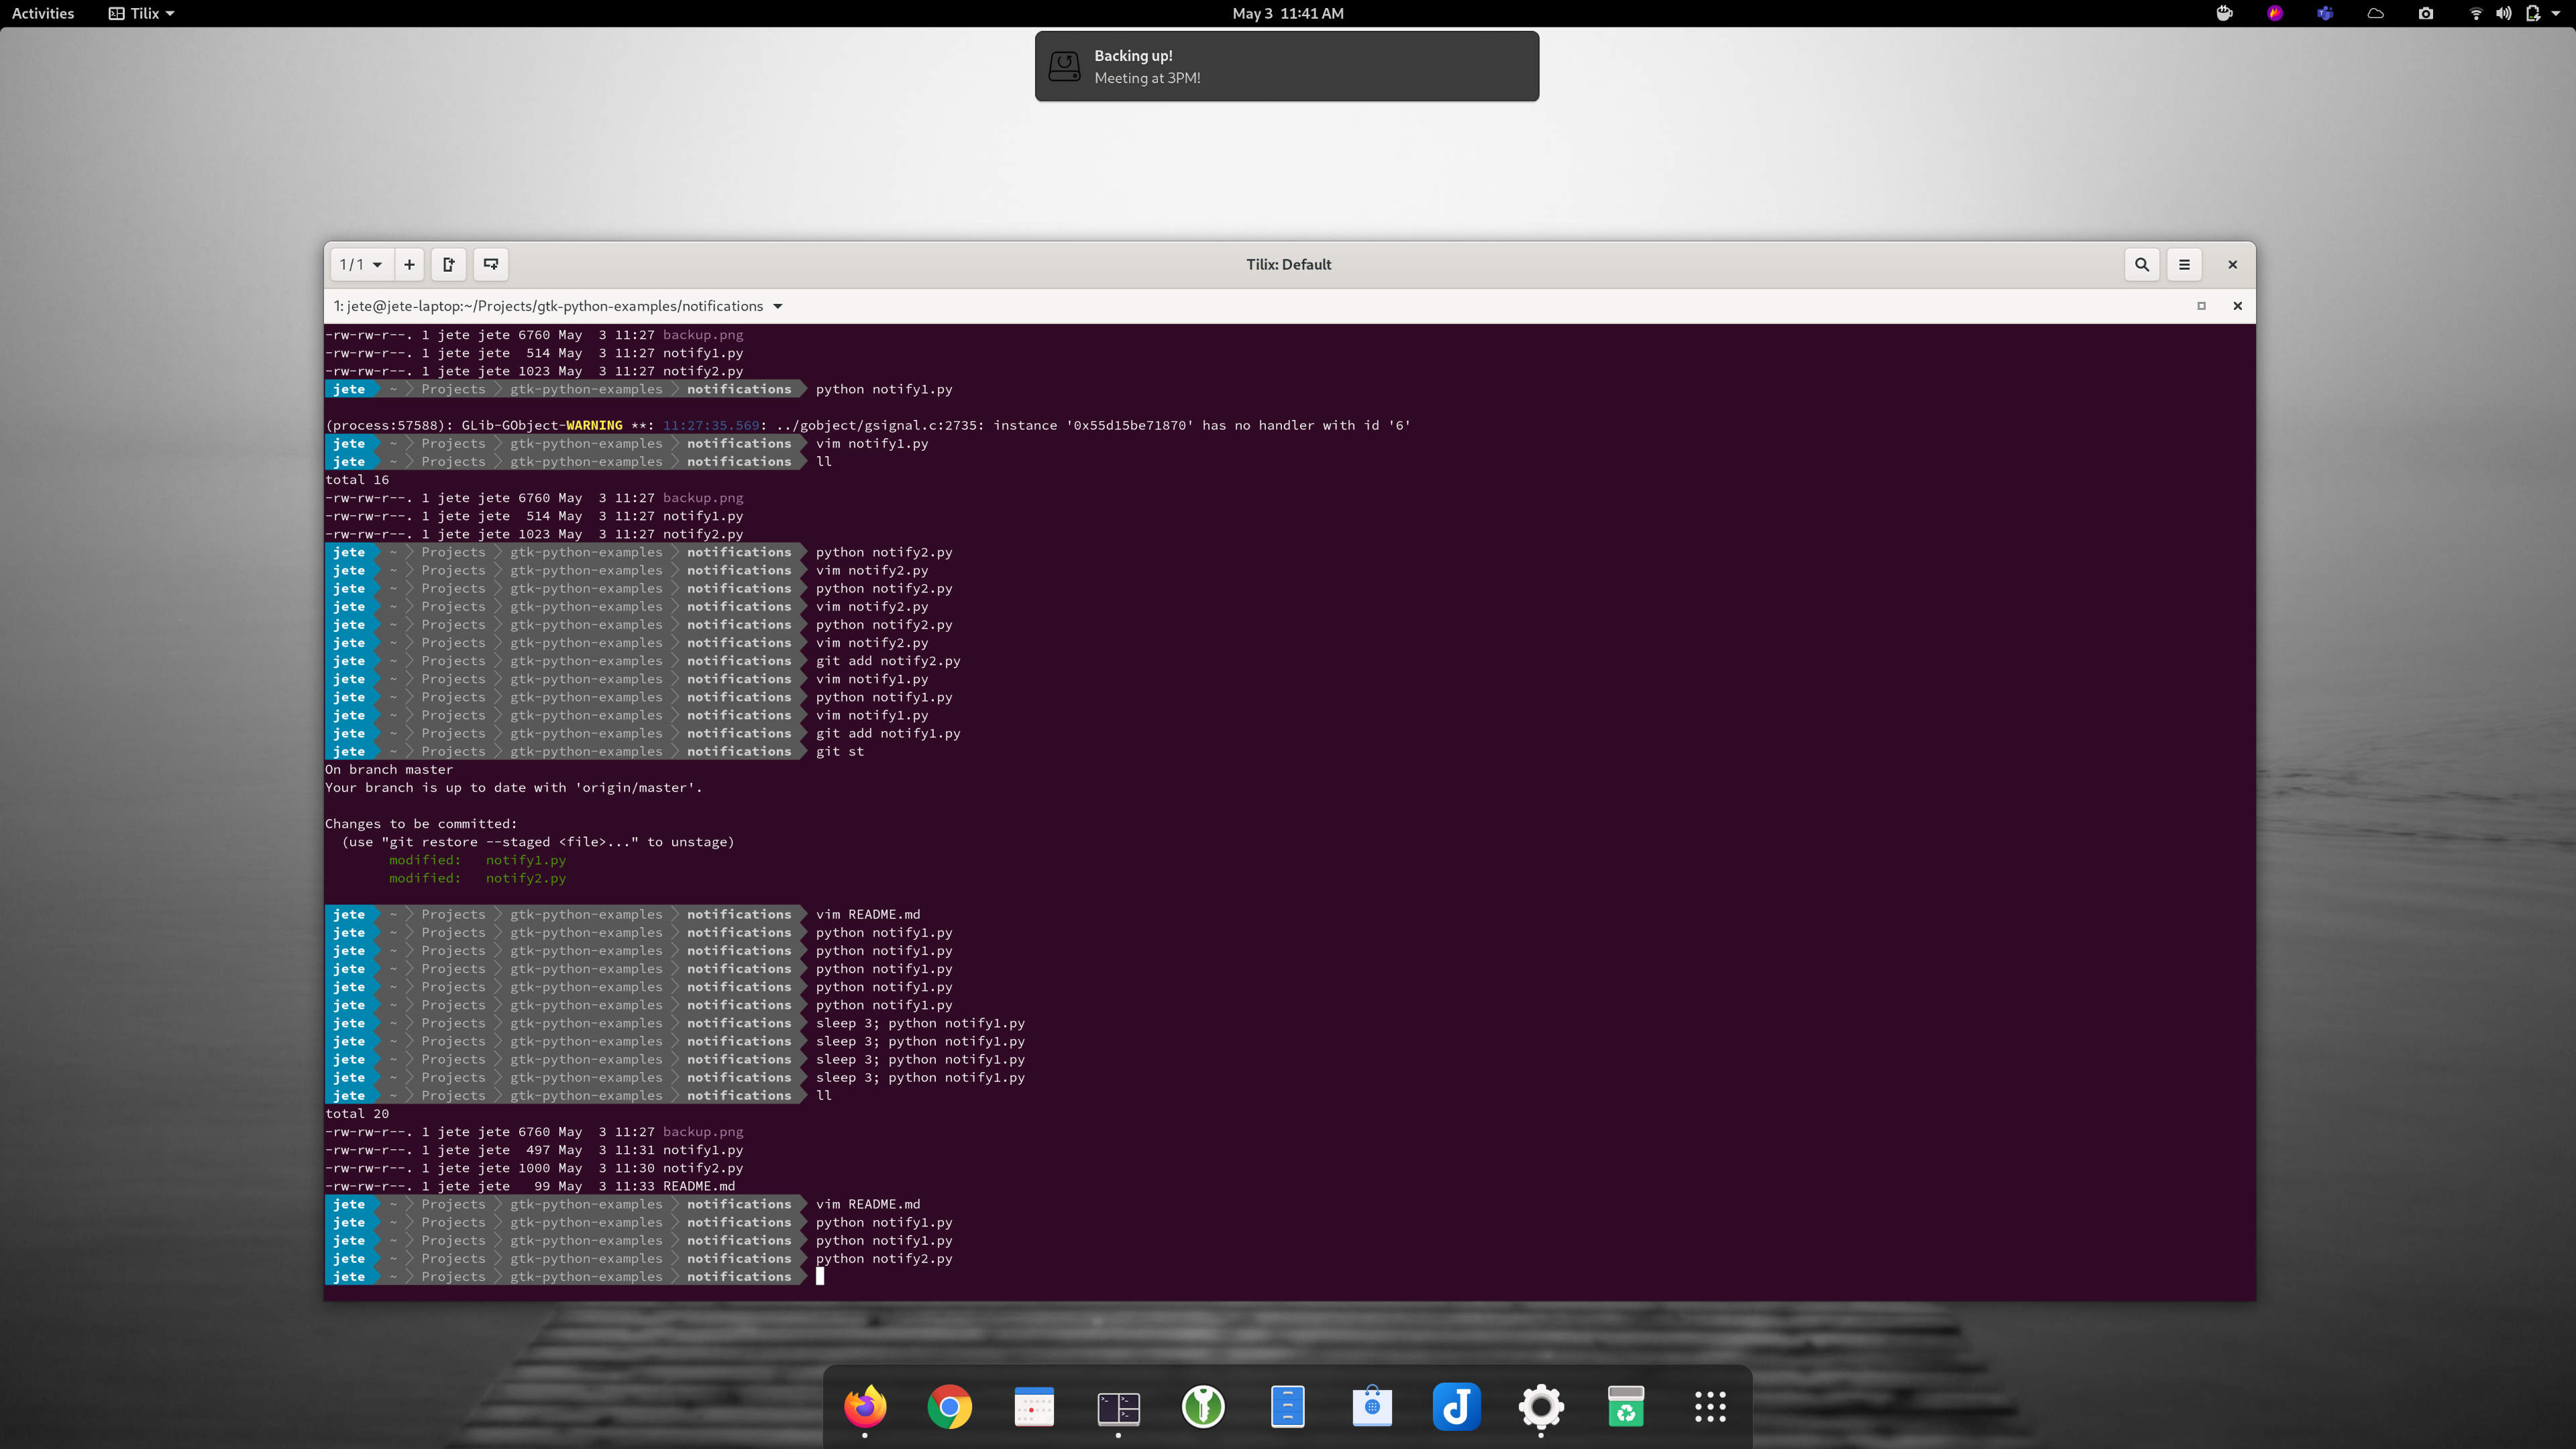 Activities Tilix May 3 11:41 AM
Backing up!
Meeting at 3PM!
1 / 1 Tilix: Default
1: jete@jete-laptop:~/Projects/gtk-python-examples/notifications
-rw-rw-r--. 1 jete jete 6760 May  3 11:27 backup.png
-rw-rw-r--. 1 jete jete  514 May  3 11:27 notify1.py
-rw-rw-r--. 1 jete jete 1023 May  3 11:27 notify2.py
jete ~ Projects gtk-python-examples notifications python notify1.py
(process:57588): GLib-GObject-WARNING **: 11:27:35.569: ../gobject/gsignal.c:2735: instance '0x55d15be71870' has no handler with id '6'
jete ~ Projects gtk-python-examples notifications vim notify1.py
jete ~ Projects gtk-python-examples notifications ll
total 16
-rw-rw-r--. 1 jete jete 6760 May  3 11:27 backup.png
-rw-rw-r--. 1 jete jete  514 May  3 11:27 notify1.py
-rw-rw-r--. 1 jete jete 1023 May  3 11:27 notify2.py
jete ~ Projects gtk-python-examples notifications python notify2.py
jete ~ Projects gtk-python-examples notifications vim notify2.py
jete ~ Projects gtk-python-examples notifications python notify2.py
jete ~ Projects gtk-python-examples notifications vim notify2.py
jete ~ Projects gtk-python-examples notifications python notify2.py
jete ~ Projects gtk-python-examples notifications vim notify2.py
jete ~ Projects gtk-python-examples notifications git add notify2.py
jete ~ Projects gtk-python-examples notifications vim notify1.py
jete ~ Projects gtk-python-examples notifications python notify1.py
jete ~ Projects gtk-python-examples notifications vim notify1.py
jete ~ Projects gtk-python-examples notifications git add notify1.py
jete ~ Projects gtk-python-examples notifications git st
On branch master
Your branch is up to date with 'origin/master'.
Changes to be committed:
(use "git restore --staged <file>..." to unstage)
modified:   notify1.py
modified:   notify2.py
jete ~ Projects gtk-python-examples notifications vim README.md
jete ~ Projects gtk-python-examples notifications python notify1.py
jete ~ Projects gtk-python-examples notifications python notify1.py
jete ~ Projects gtk-python-examples notifications python notify1.py
jete ~ Projects gtk-python-examples notifications python notify1.py
jete ~ Projects gtk-python-examples notifications python notify1.py
jete ~ Projects gtk-python-examples notifications sleep 3; python notify1.py
jete ~ Projects gtk-python-examples notifications sleep 3; python notify1.py
jete ~ Projects gtk-python-examples notifications sleep 3; python notify1.py
jete ~ Projects gtk-python-examples notifications sleep 3; python notify1.py
jete ~ Projects gtk-python-examples notifications ll
total 20
-rw-rw-r--. 1 jete jete 6760 May  3 11:27 backup.png
-rw-rw-r--. 1 jete jete  497 May  3 11:31 notify1.py
-rw-rw-r--. 1 jete jete 1000 May  3 11:30 notify2.py
-rw-rw-r--. 1 jete jete   99 May  3 11:33 README.md
jete ~ Projects gtk-python-examples notifications vim README.md
jete ~ Projects gtk-python-examples notifications python notify1.py
jete ~ Projects gtk-python-examples notifications python notify1.py
jete ~ Projects gtk-python-examples notifications python notify2.py
jete ~ Projects gtk-python-examples notifications